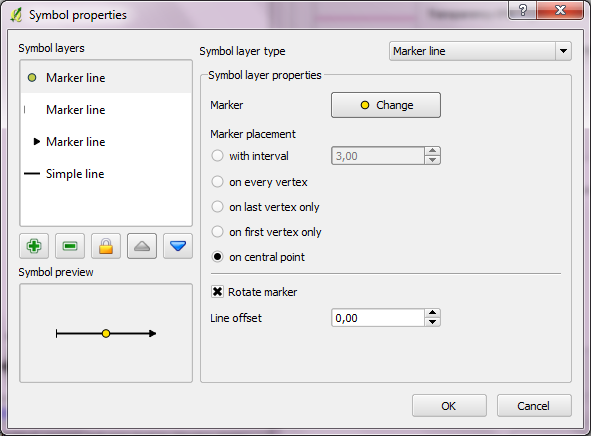 Symbol properties
Symbol layers
Marker line
Marker line
Marker line
Simple line
Symbol preview
Symbol layer type
Marker line
Symbol layer properties
Marker
Change
Marker placement
with interval
3,00
on every vertex
on last vertex only
on first vertex only
on central point
Rotate marker
Line offset
0,00
OK
Cancel